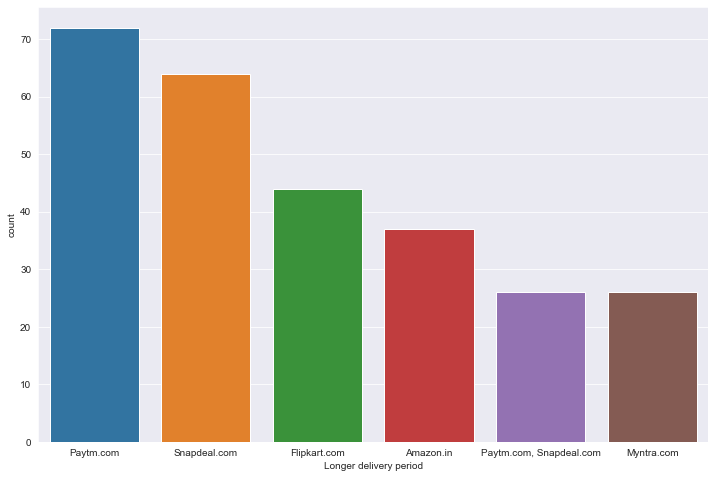 70
60
50
40
30
20
10
0
count
Paytm.com Snapdeal.com Flipkart.com Amazon.in Paytm.com, Snapdeal.com Myntra.com
Longer delivery period